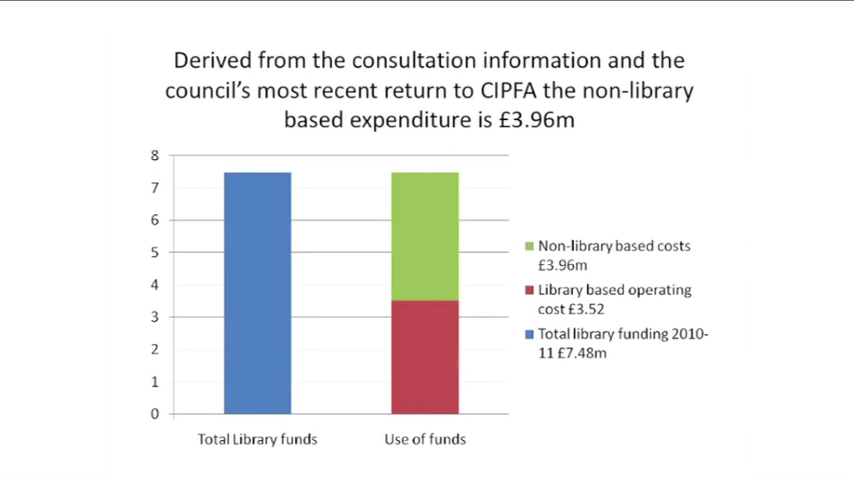 Derived from the consultation information and the
council’s most recent return to CIPFA the non-library
based expenditure is £3.96m
8
7
6
5
4
3
2
1
0
Total Library funds
Use of funds
Non-library based costs
£3.96m
Library based operating
cost £3.52
Total library funding 2010-
11 £7.48m